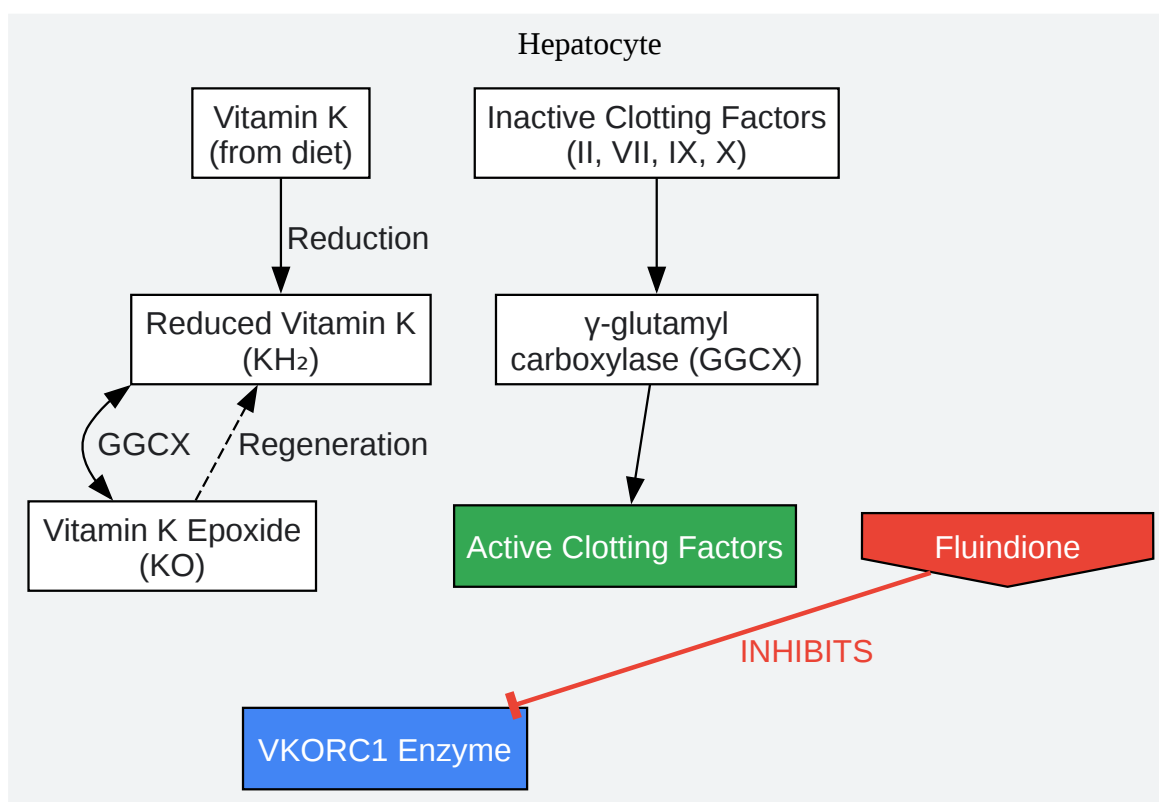 Hepatocyte
Vitamin K
(from diet)
Inactive Clotting Factors
(II, VII, IX, X)
Reduction
Reduced Vitamin K
(KH₂)
γ-glutamyl
carboxylase (GGCX)
GGCX
Regeneration
Vitamin K Epoxide
(KO)
Active Clotting Factors
Fluindione
INHIBITS
VKORC1 Enzyme